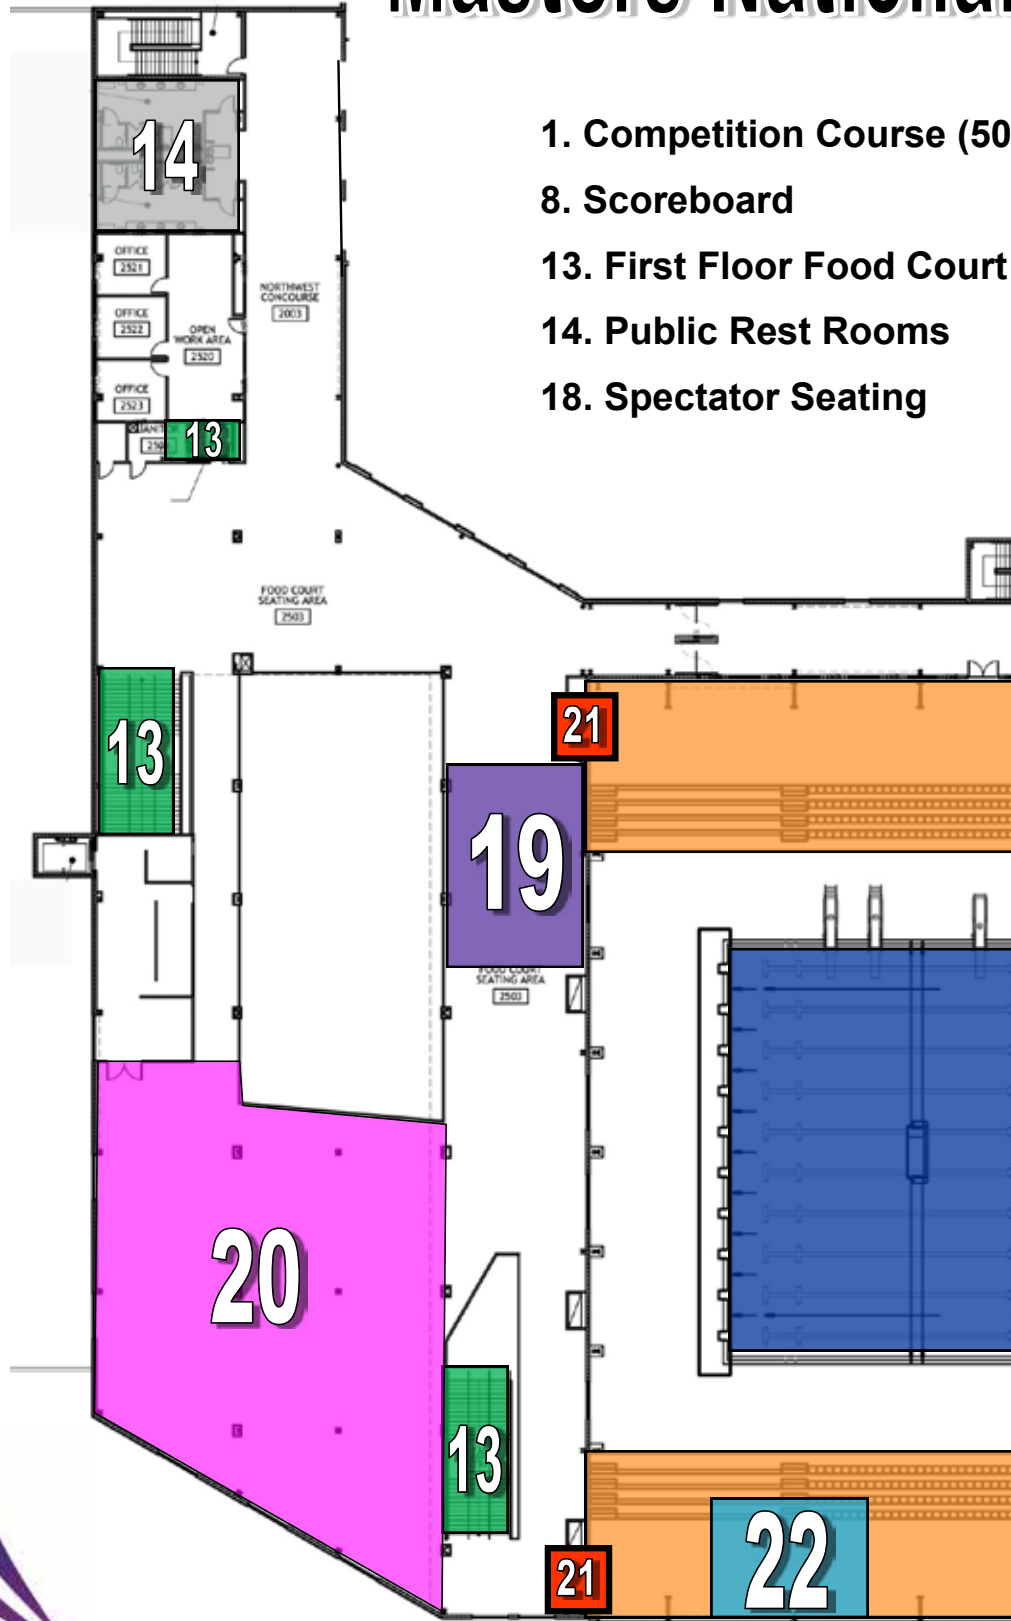 Masters National
1. Competition Course (50
8. Scoreboard
13. First Floor Food Court
14. Public Rest Rooms
18. Spectator Seating
14
OFFICE
2521
OFFICE
2522
OPEN
WORK AREA
2520
OFFICE
2523
NORTHWEST
CONCOURSE
2003
13
FOOD COURT
SEATING AREA
2503
13
21
19
FOOD COURT
SEATING AREA
2503
20
13
21
22